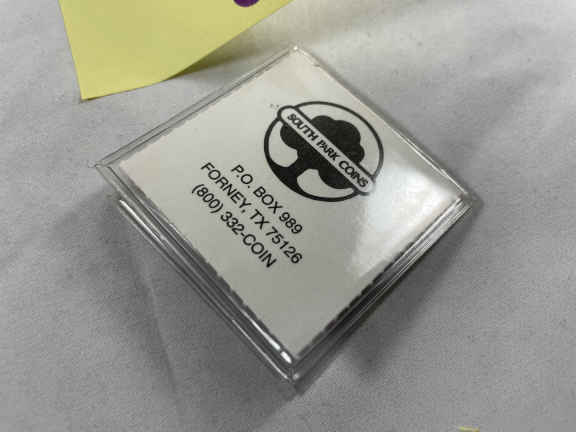 SOUTH PARK COINS
P.O. BOX 989
FORNEY, TX 75126
(800) 332-COIN